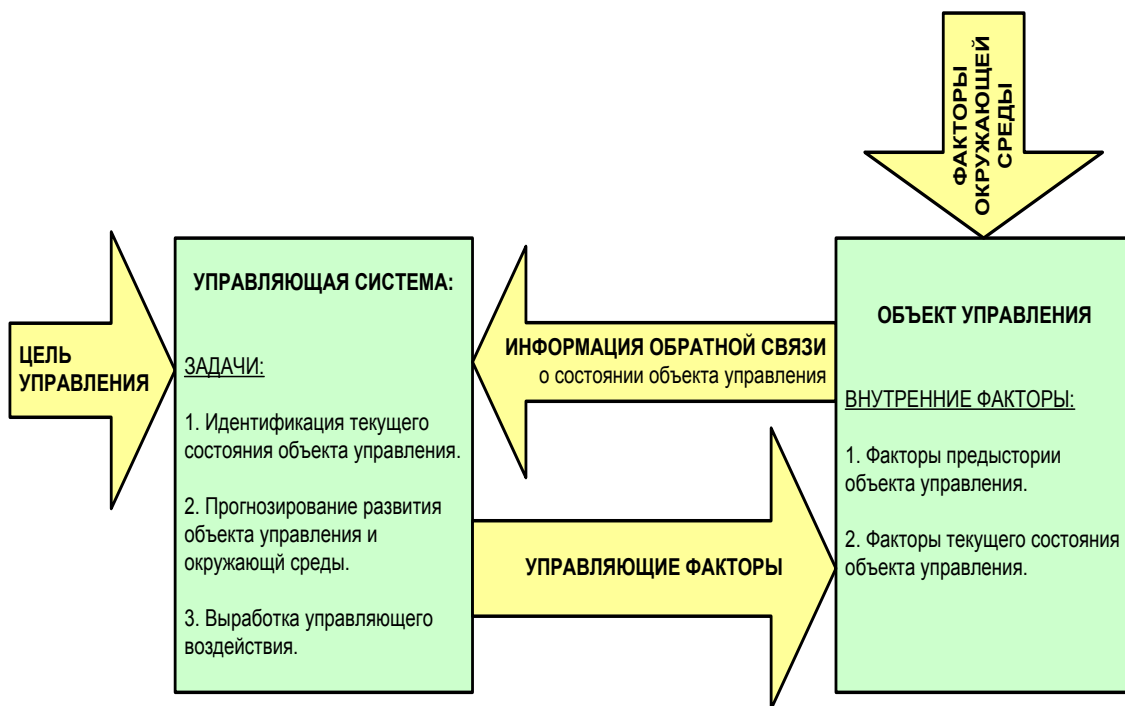 ФАКТОРЫ
ОКРУЖАЮЩЕЙ
СРЕДЫ
ЦЕЛЬ
УПРАВЛЕНИЯ
УПРАВЛЯЮЩАЯ СИСТЕМА:
ЗАДАЧИ:
1. Идентификация текущего
состояния объекта управления.
2. Прогнозирование развития
объекта управления и
окружающй среды.
3. Выработка управляющего
воздействия.
ИНФОРМАЦИЯ ОБРАТНОЙ СВЯЗИ
о состоянии объекта управления
УПРАВЛЯЮЩИЕ ФАКТОРЫ
ОБЪЕКТ УПРАВЛЕНИЯ
ВНУТРЕННИЕ ФАКТОРЫ:
1. Факторы предыстории
объекта управления.
2. Факторы текущего состояния
объекта управления.